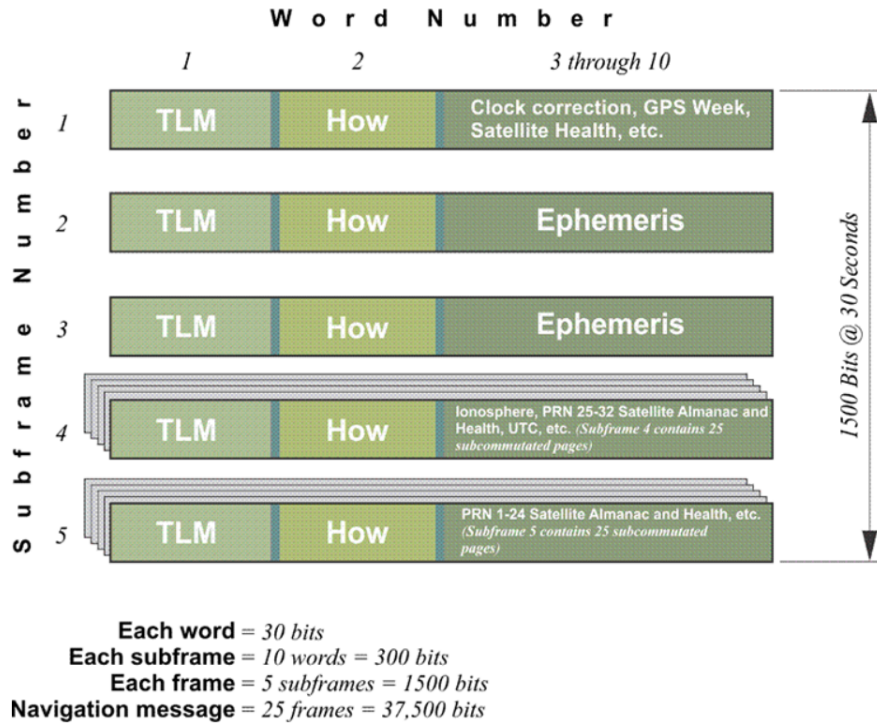 Word Number
1 2 3 through 10
Subframe Number
1
TLM
How
Clock correction, GPS Week,
Satellite Health, etc.
2
TLM
How
Ephemeris
3
TLM
How
Ephemeris
4
TLM
How
Ionosphere, PRN 25-32 Satellite Almanac and
Health, UTC, etc. (Subframe 4 contains 25
subcommutated pages)
5
TLM
How
PRN 1-24 Satellite Almanac and Health, etc.
(Subframe 5 contains 25 subcommutated
pages)
1500 Bits @ 30 Seconds
Each word = 30 bits
Each subframe = 10 words = 300 bits
Each frame = 5 subframes = 1500 bits
Navigation message = 25 frames = 37,500 bits